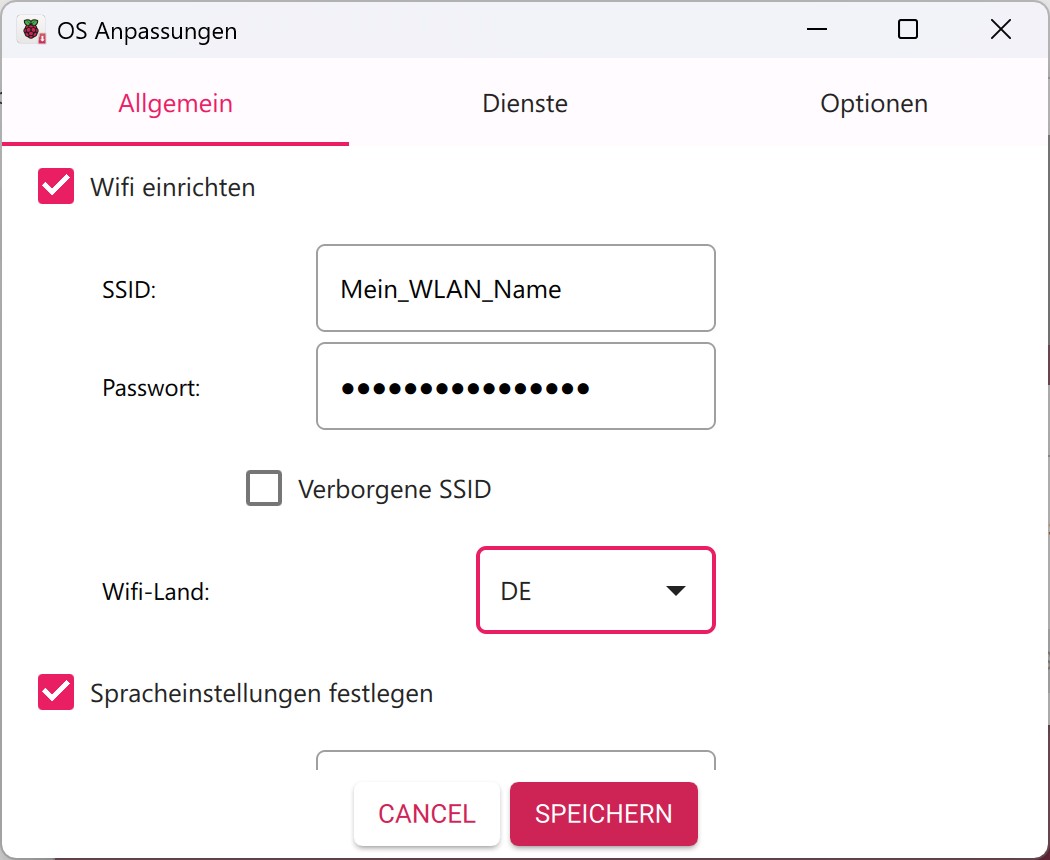 OS Anpassungen
Allgemein Dienste Optionen
Wifi einrichten
SSID: Mein_WLAN_Name
Passwort: ●●●●●●●●●●●●●●●●
Verborgene SSID
Wifi-Land: DE
Spracheinstellungen festlegen
CANCEL SPEICHERN